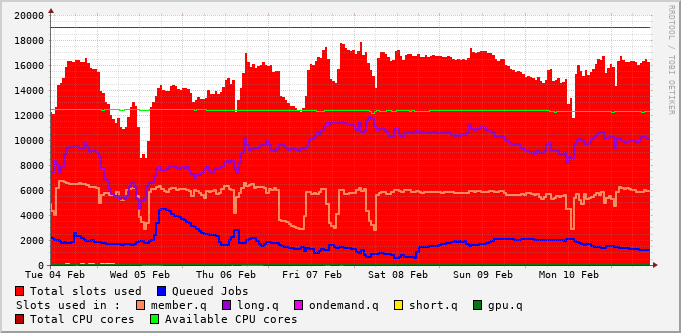 20000
18000
16000
14000
12000
10000
8000
6000
4000
2000
0
Tue 04 Feb Wed 05 Feb Thu 06 Feb Fri 07 Feb Sat 08 Feb Sun 09 Feb Mon 10 Feb
Total slots used Queued Jobs
Slots used in : member.q long.q ondemand.q short.q gpu.q
Total CPU cores Available CPU cores
RRDTOOL / TOBI OETIKER